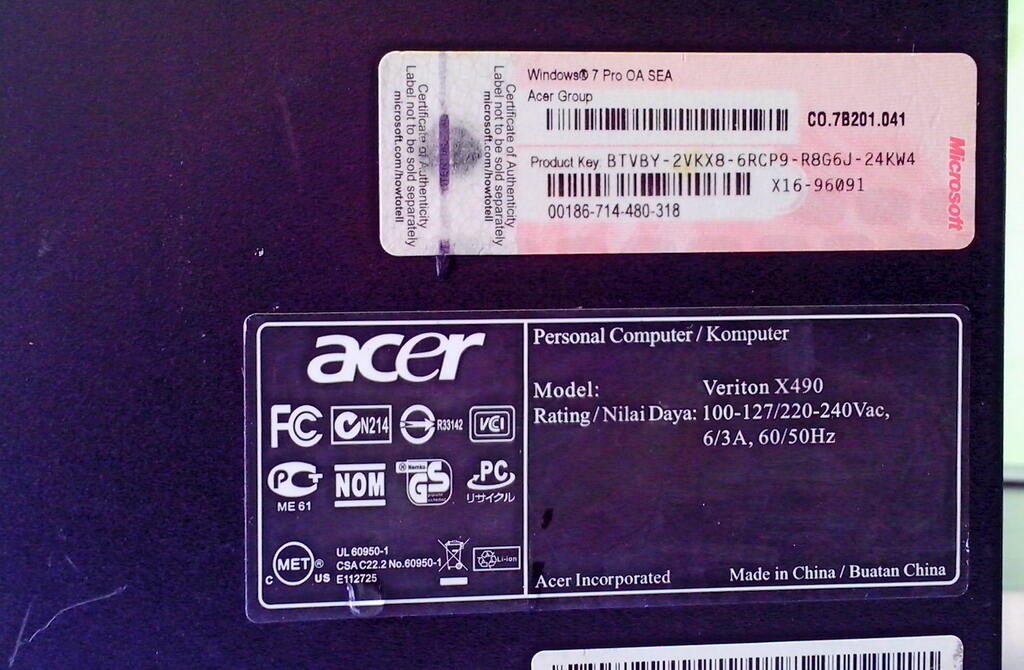 Certificate of Authenticity
Label not to be sold separately
microsoft.com/howtotell
Certificate of Authenticity
Label not to be sold separately
microsoft.com/howtotell
Windows® 7 Pro OA SEA
Acer Group
CO.7B201.041
Product Key BTVBY-2VKX8-6RCP9-R8G6J-24KW4
X16-96091
00186-714-480-318
Microsoft
acer
FC N214 R33142 VCI
ME 61 NOM Nemko GS PC
リサイクル
c MET® US
UL 60950-1
CSA C22.2 No.60950-1
E112725
Li-ion
Personal Computer / Komputer
Model: Veriton X490
Rating / Nilai Daya: 100-127/220-240Vac,
6/3A, 60/50Hz
Acer Incorporated
Made in China / Buatan China